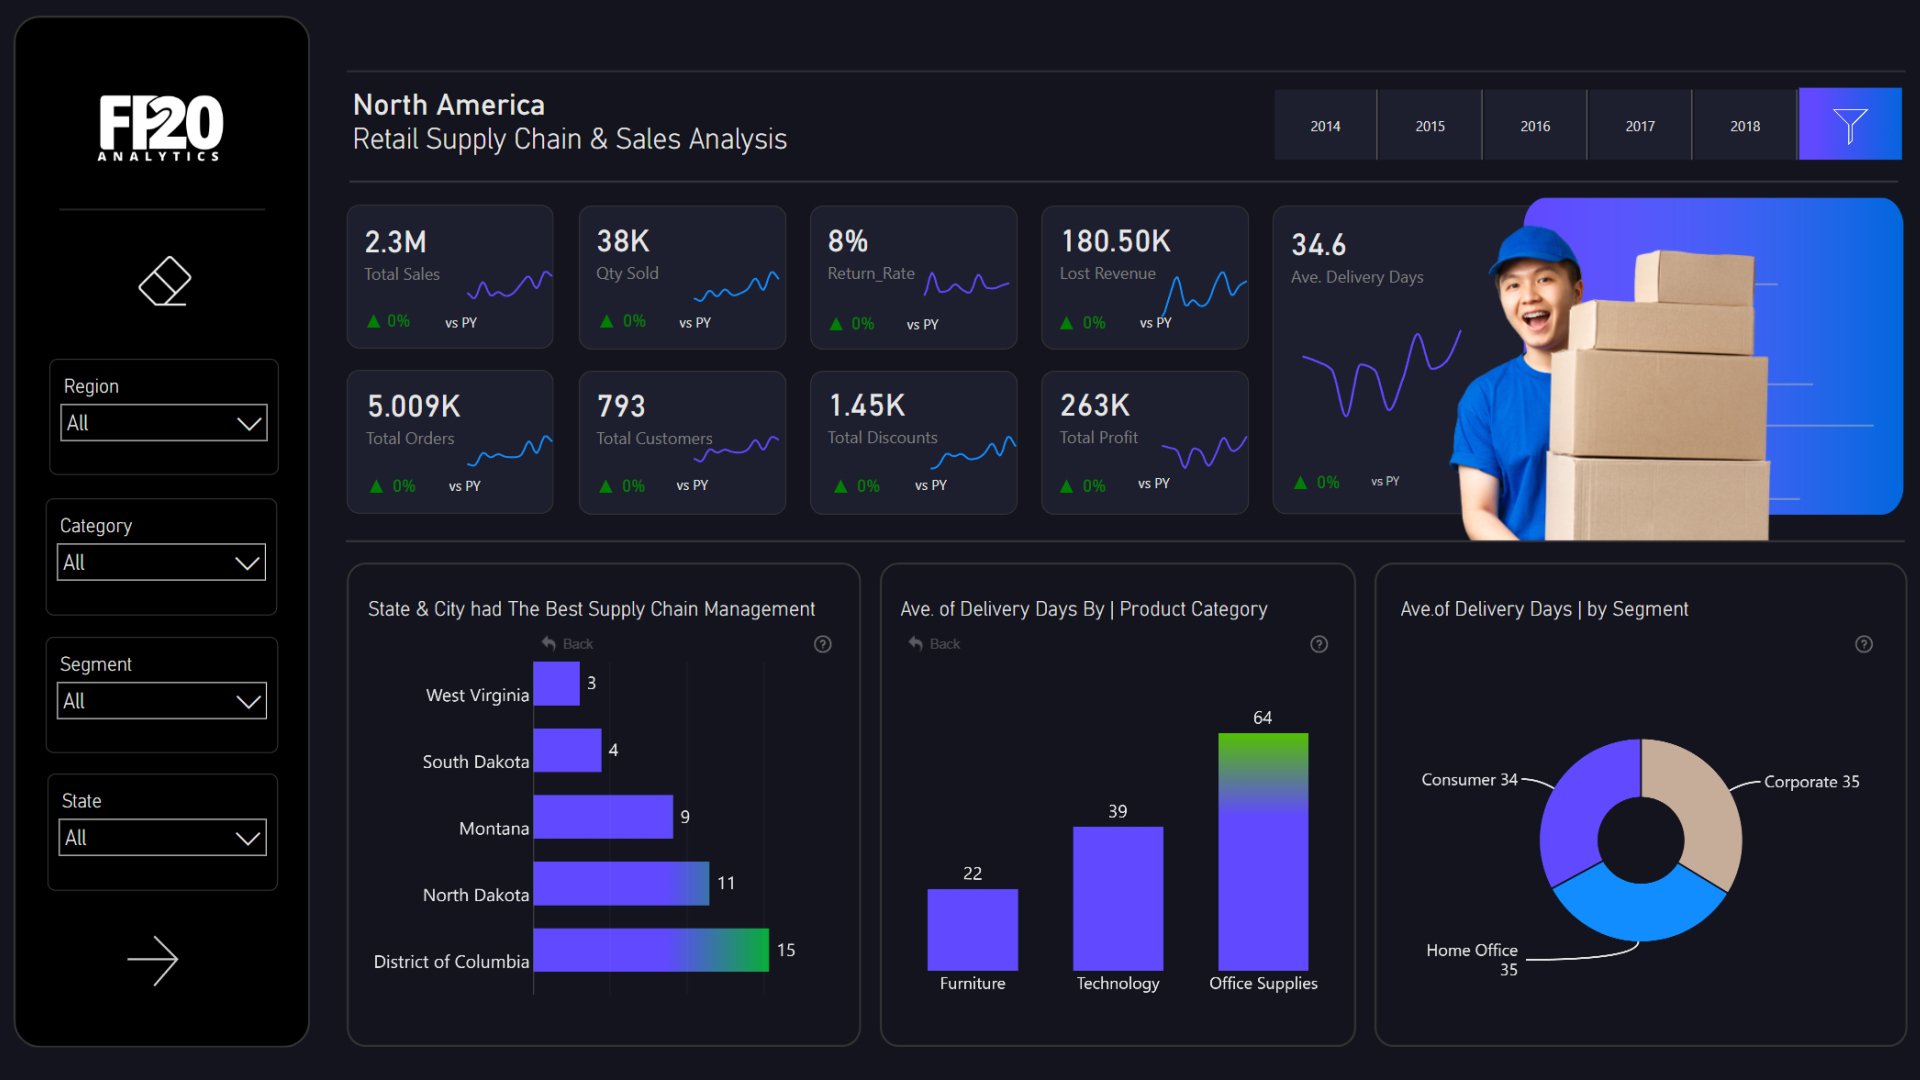 FP20
ANALYTICS
Region
All
Category
All
Segment
All
State
All
North America
Retail Supply Chain & Sales Analysis
2014
2015
2016
2017
2018
2.3M
Total Sales
▲ 0%
vs PY
38K
Qty Sold
▲ 0%
vs PY
8%
Return_Rate
▲ 0%
vs PY
180.50K
Lost Revenue
▲ 0%
vs PY
34.6
Ave. Delivery Days
▲ 0%
vs PY
5.009K
Total Orders
▲ 0%
vs PY
793
Total Customers
▲ 0%
vs PY
1.45K
Total Discounts
▲ 0%
vs PY
263K
Total Profit
▲ 0%
vs PY
State & City had The Best Supply Chain Management
Back
?
West Virginia
3
South Dakota
4
Montana
9
North Dakota
11
District of Columbia
15
Ave. of Delivery Days By | Product Category
Back
?
22
39
64
Furniture
Technology
Office Supplies
Ave.of Delivery Days | by Segment
?
Consumer 34
Corporate 35
Home Office
35